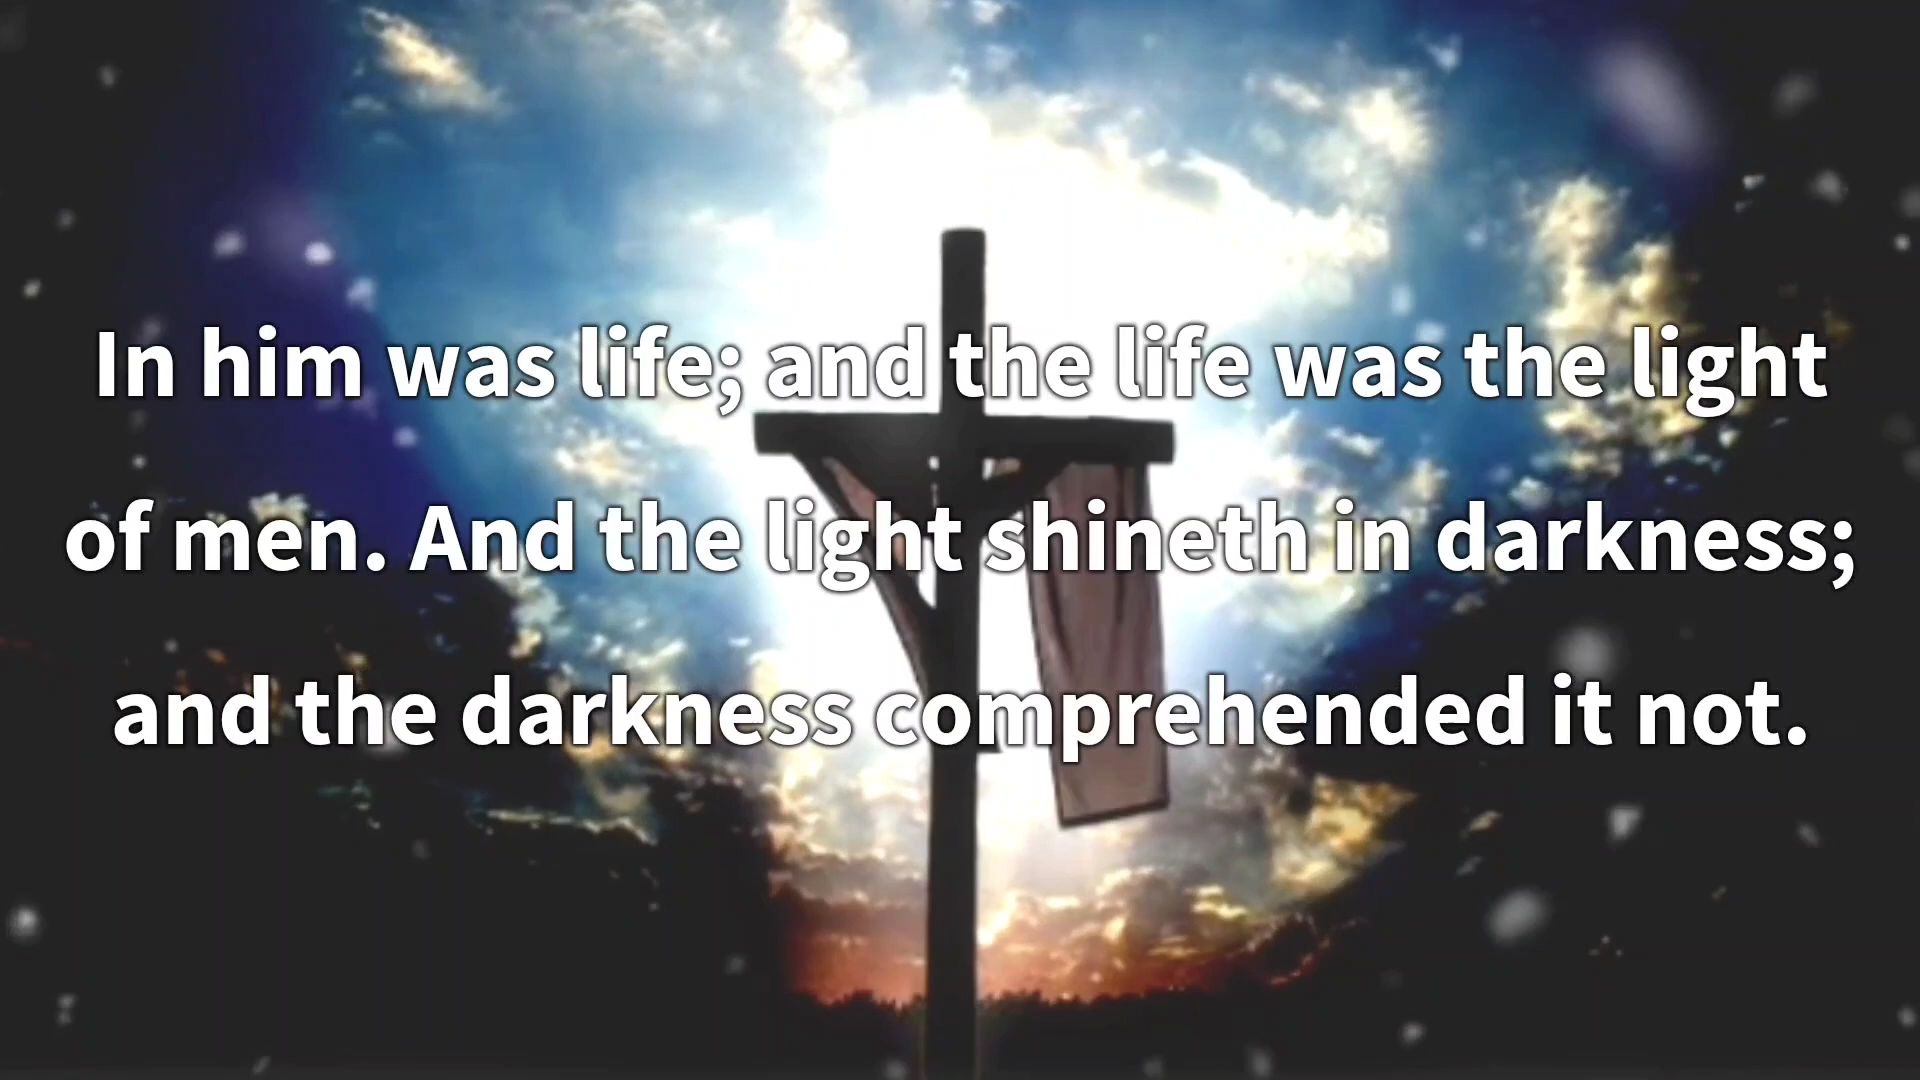 In him was life; and the life was the light
of men. And the light shineth in darkness;
and the darkness comprehended it not.